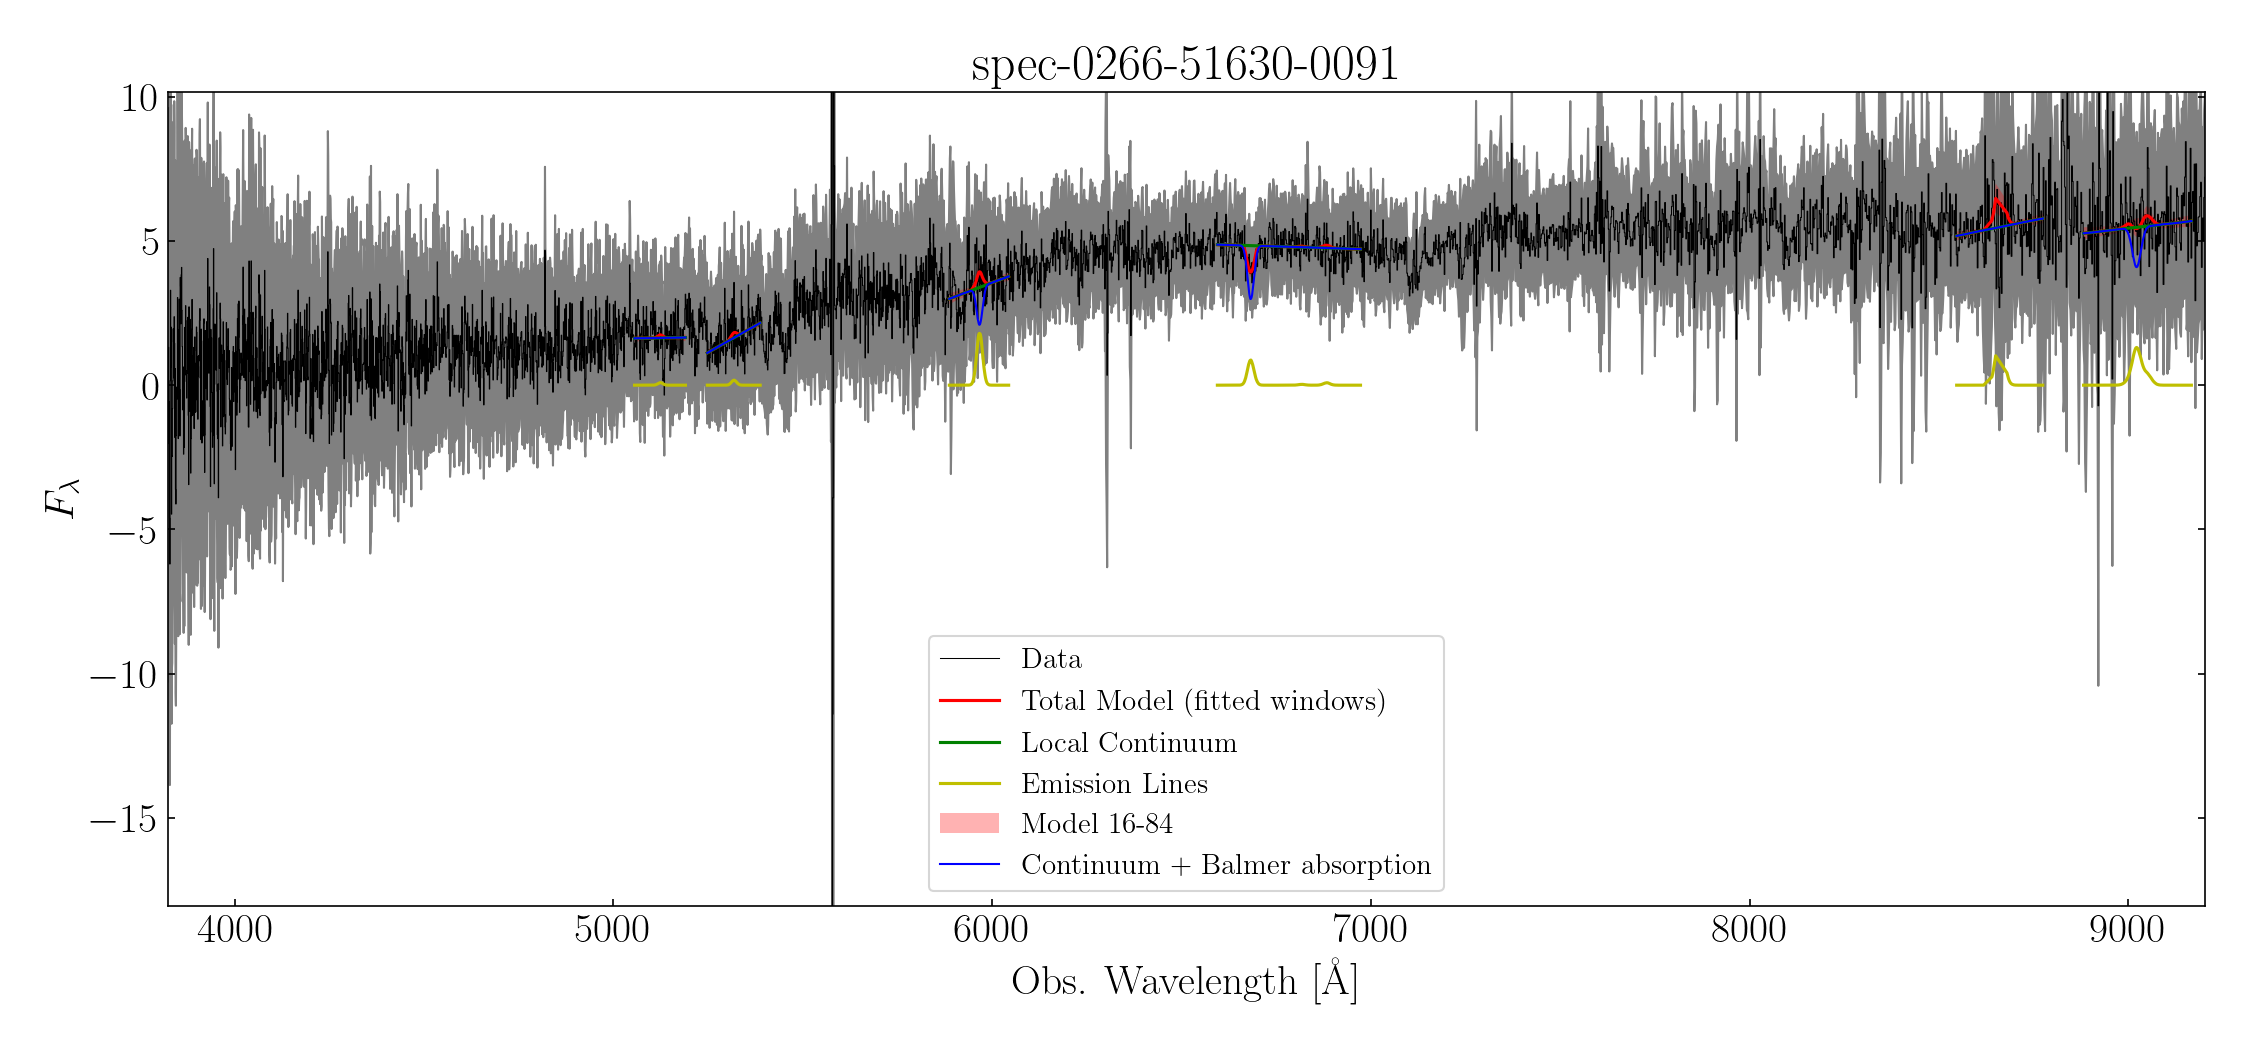 spec-0266-51630-0091
10
5
0
−5
−10
−15
F_λ
Data
Total Model (fitted windows)
Local Continuum
Emission Lines
Model 16-84
Continuum + Balmer absorption
4000 5000 6000 7000 8000 9000
Obs. Wavelength [Å]